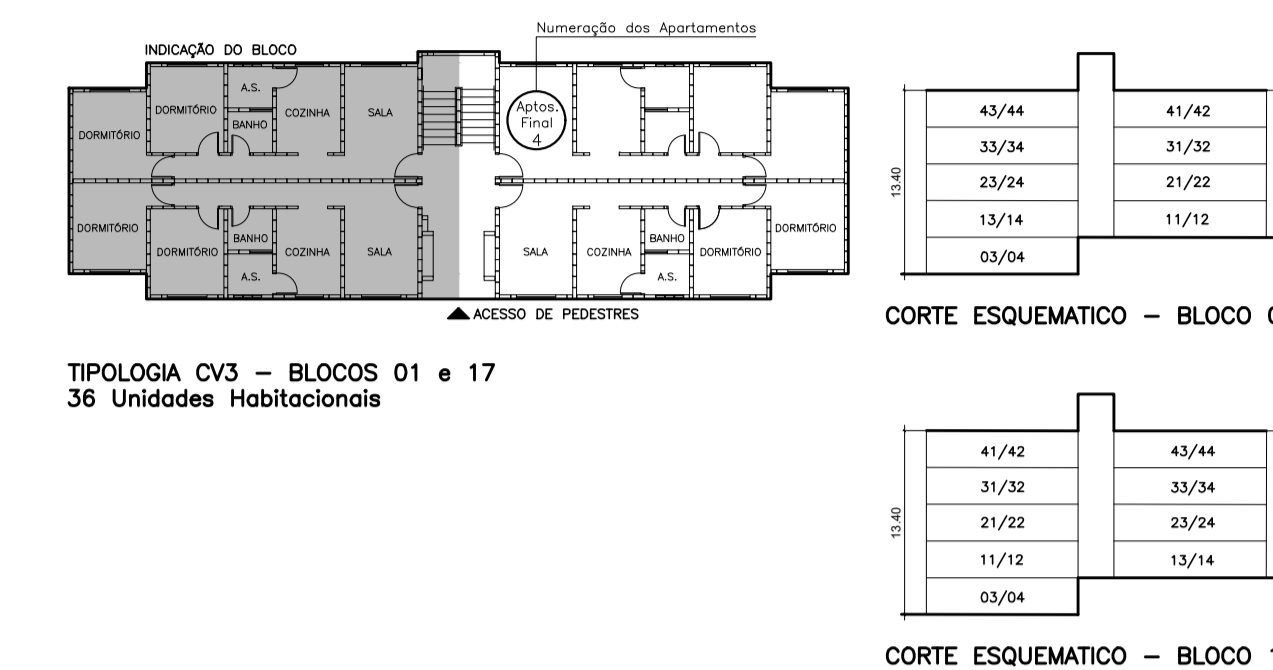 Numeração dos Apartamentos
INDICAÇÃO DO BLOCO
DORMITÓRIO
DORMITÓRIO
A.S.
BANHO
COZINHA
SALA
Aptos.
Final
4
DORMITÓRIO
DORMITÓRIO
BANHO
A.S.
COZINHA
SALA
SALA
COZINHA
BANHO
A.S.
DORMITÓRIO
DORMITÓRIO
ACESSO DE PEDESTRES
TIPOLOGIA CV3 – BLOCOS 01 e 17
36 Unidades Habitacionais
13.40
43/44 41/42
33/34 31/32
23/24 21/22
13/14 11/12
03/04
CORTE ESQUEMATICO – BLOCO
13.40
41/42 43/44
31/32 33/34
21/22 23/24
11/12 13/14
03/04
CORTE ESQUEMATICO – BLOCO 1